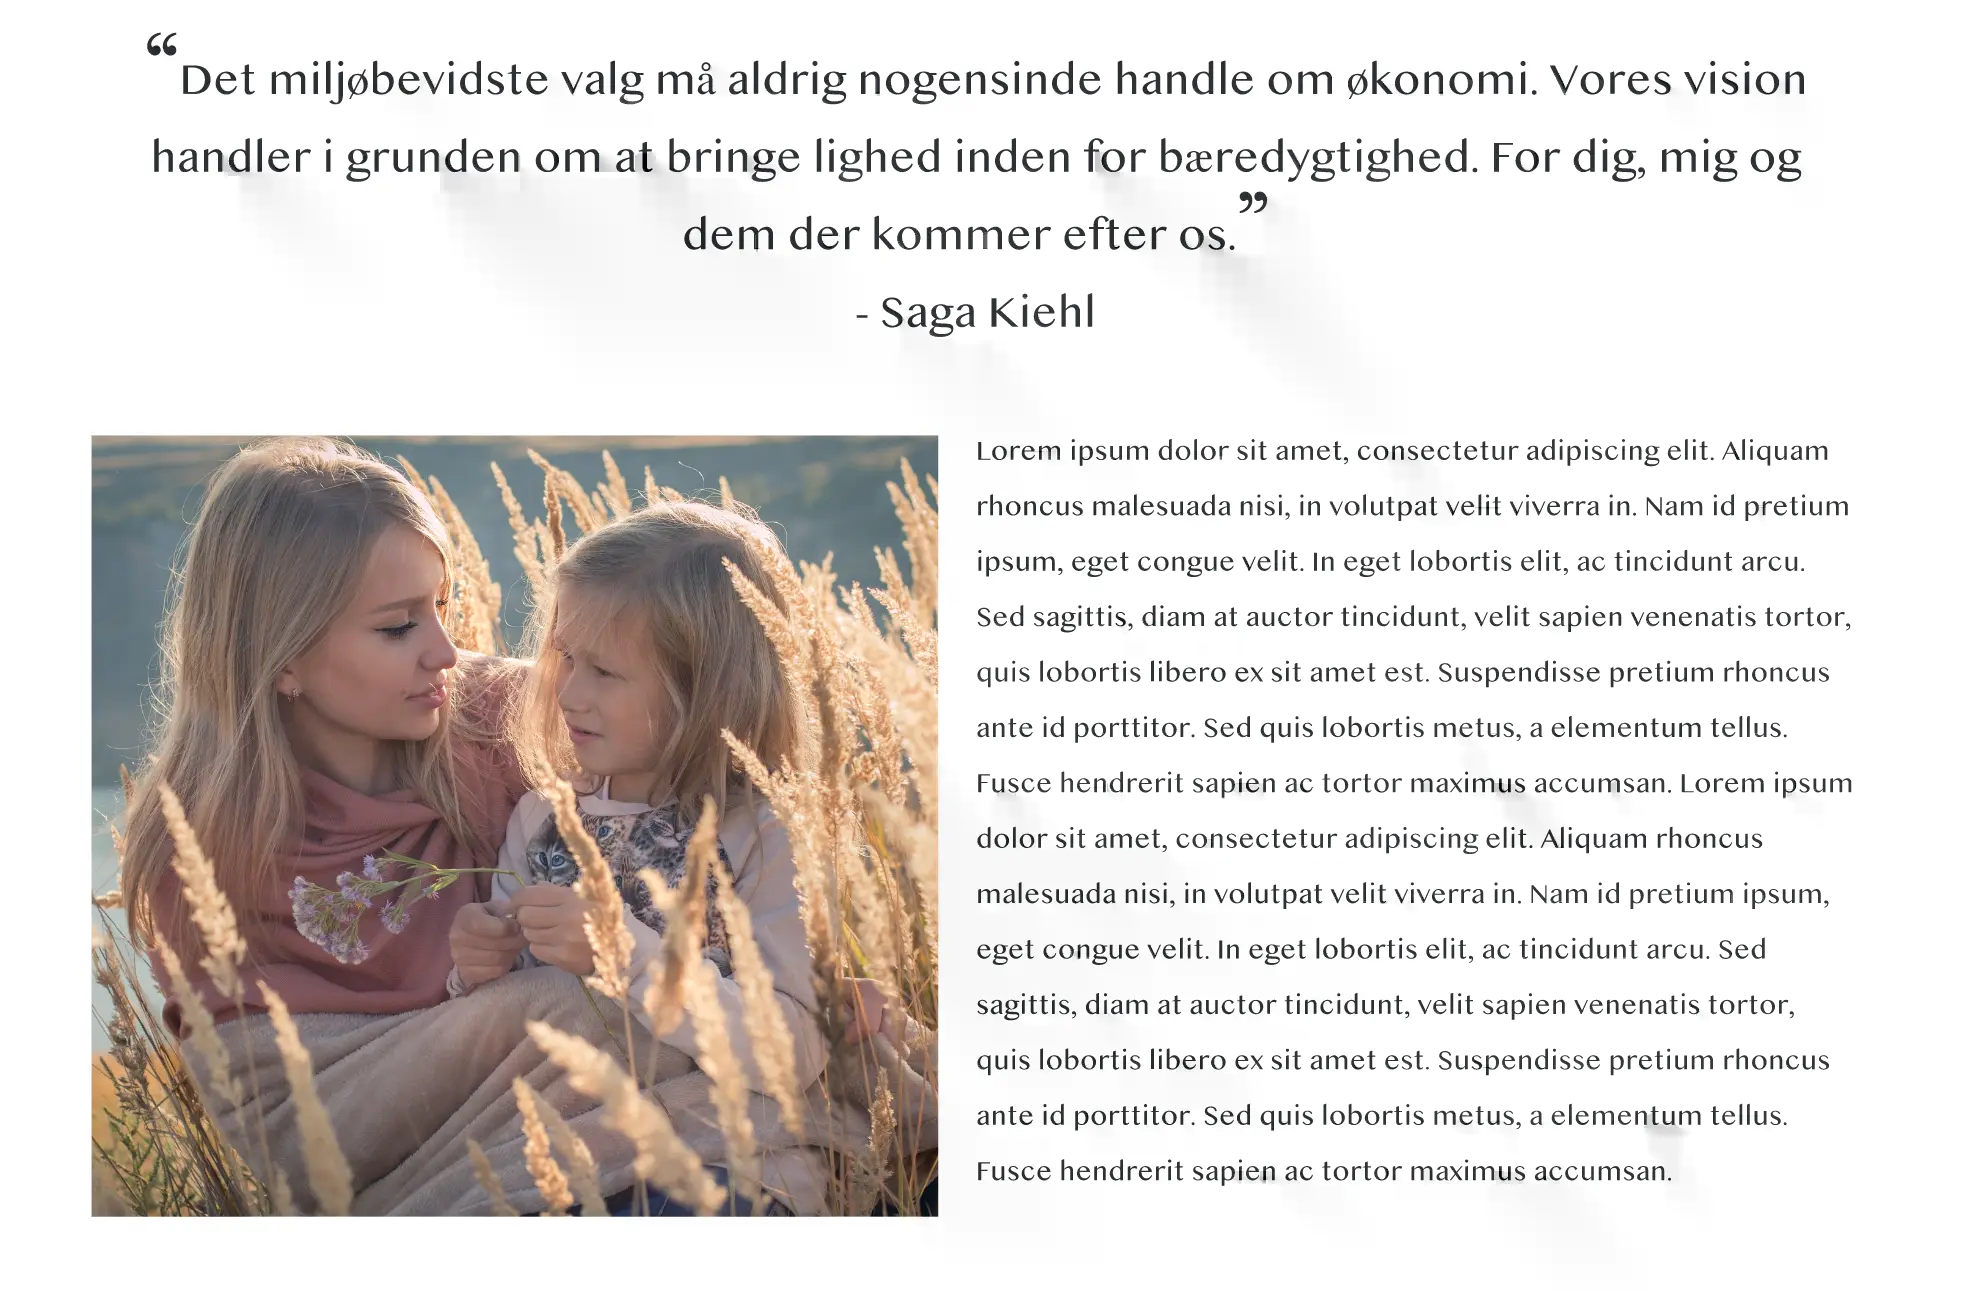 “Det miljøbevidste valg må aldrig nogensinde handle om økonomi. Vores vision
handler i grunden om at bringe lighed inden for bæredygtighed. For dig, mig og
dem der kommer efter os.”
- Saga Kiehl
Lorem ipsum dolor sit amet, consectetur adipiscing elit. Aliquam
rhoncus malesuada nisi, in volutpat velit viverra in. Nam id pretium
ipsum, eget congue velit. In eget lobortis elit, ac tincidunt arcu.
Sed sagittis, diam at auctor tincidunt, velit sapien venenatis tortor,
quis lobortis libero ex sit amet est. Suspendisse pretium rhoncus
ante id porttitor. Sed quis lobortis metus, a elementum tellus.
Fusce hendrerit sapien ac tortor maximus accumsan. Lorem ipsum
dolor sit amet, consectetur adipiscing elit. Aliquam rhoncus
malesuada nisi, in volutpat velit viverra in. Nam id pretium ipsum,
eget congue velit. In eget lobortis elit, ac tincidunt arcu. Sed
sagittis, diam at auctor tincidunt, velit sapien venenatis tortor,
quis lobortis libero ex sit amet est. Suspendisse pretium rhoncus
ante id porttitor. Sed quis lobortis metus, a elementum tellus.
Fusce hendrerit sapien ac tortor maximus accumsan.